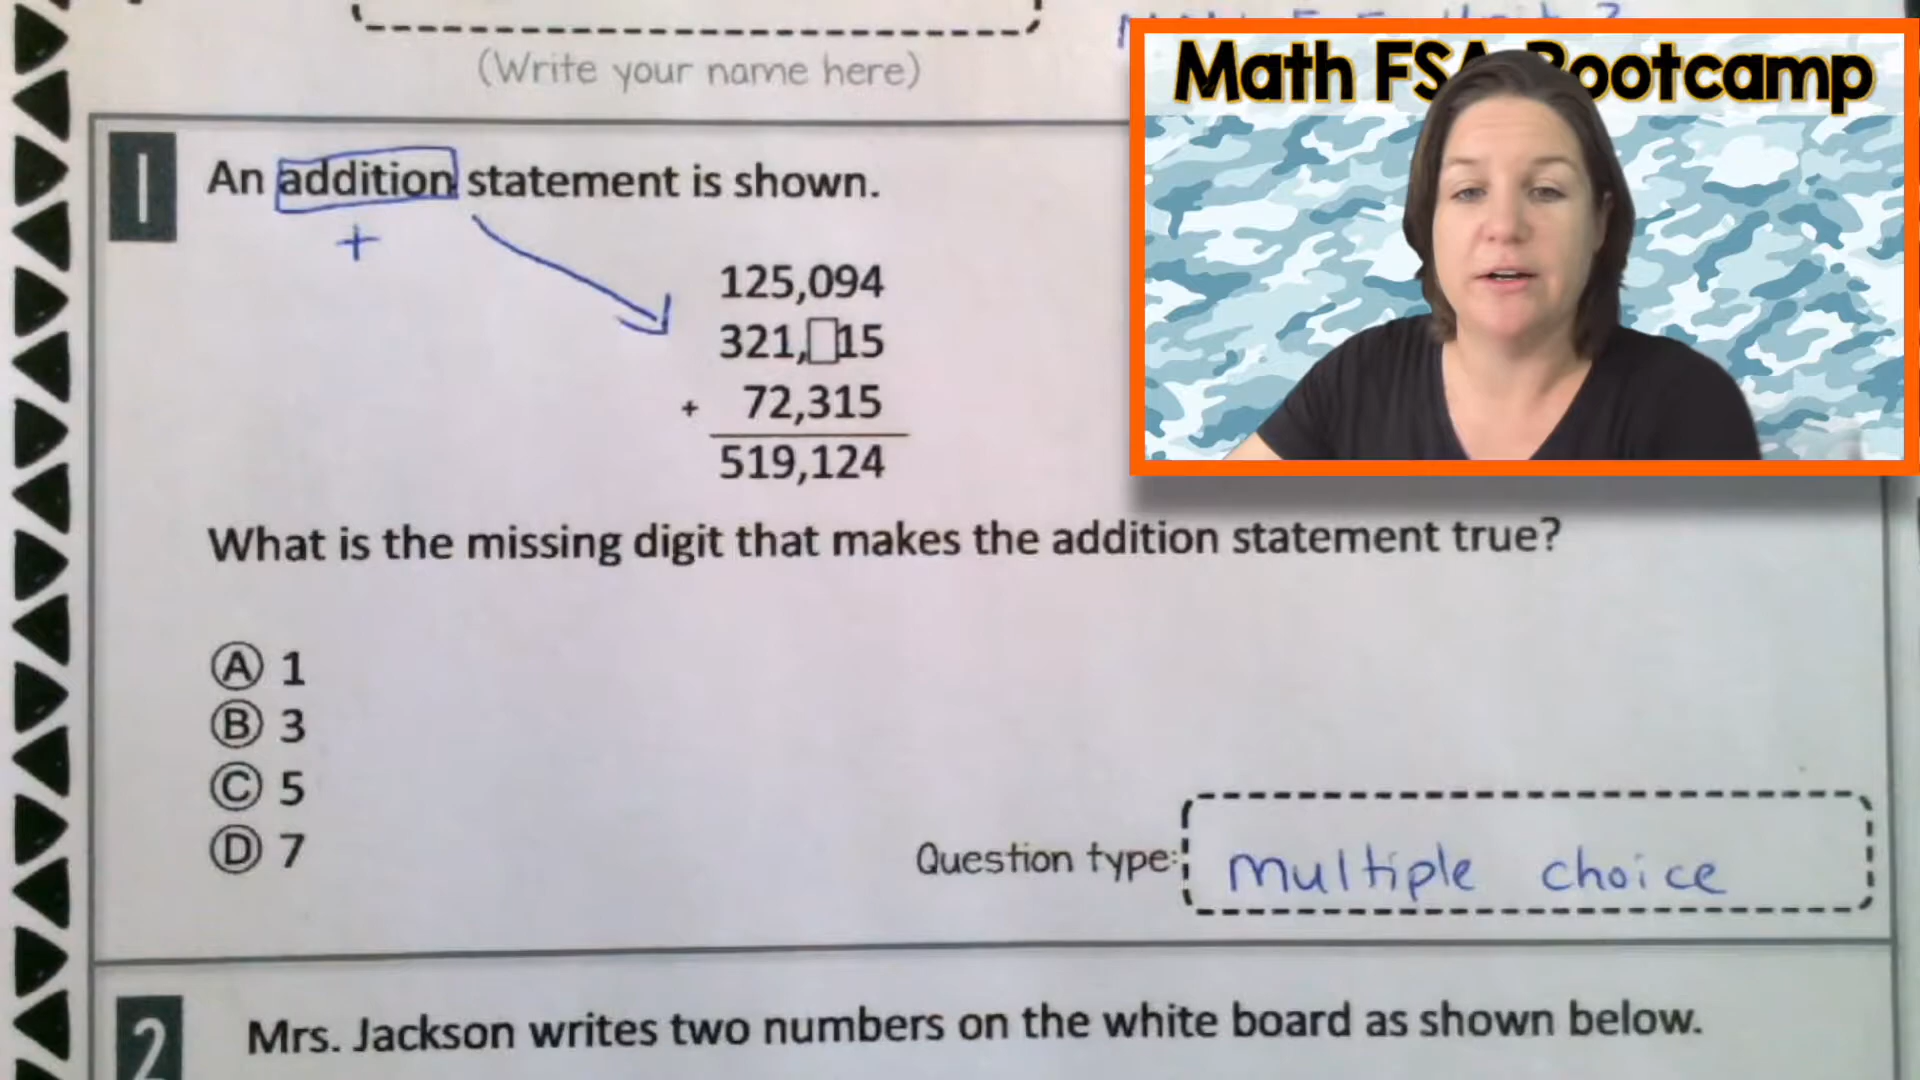 (Write your name here)
Math FSA Bootcamp
1 An addition statement is shown.
+
125,094
321,□15
+ 72,315
519,124
What is the missing digit that makes the addition statement true?
Ⓐ 1
Ⓑ 3
Ⓒ 5
Ⓓ 7
Question type: multiple choice
2 Mrs. Jackson writes two numbers on the white board as shown below.